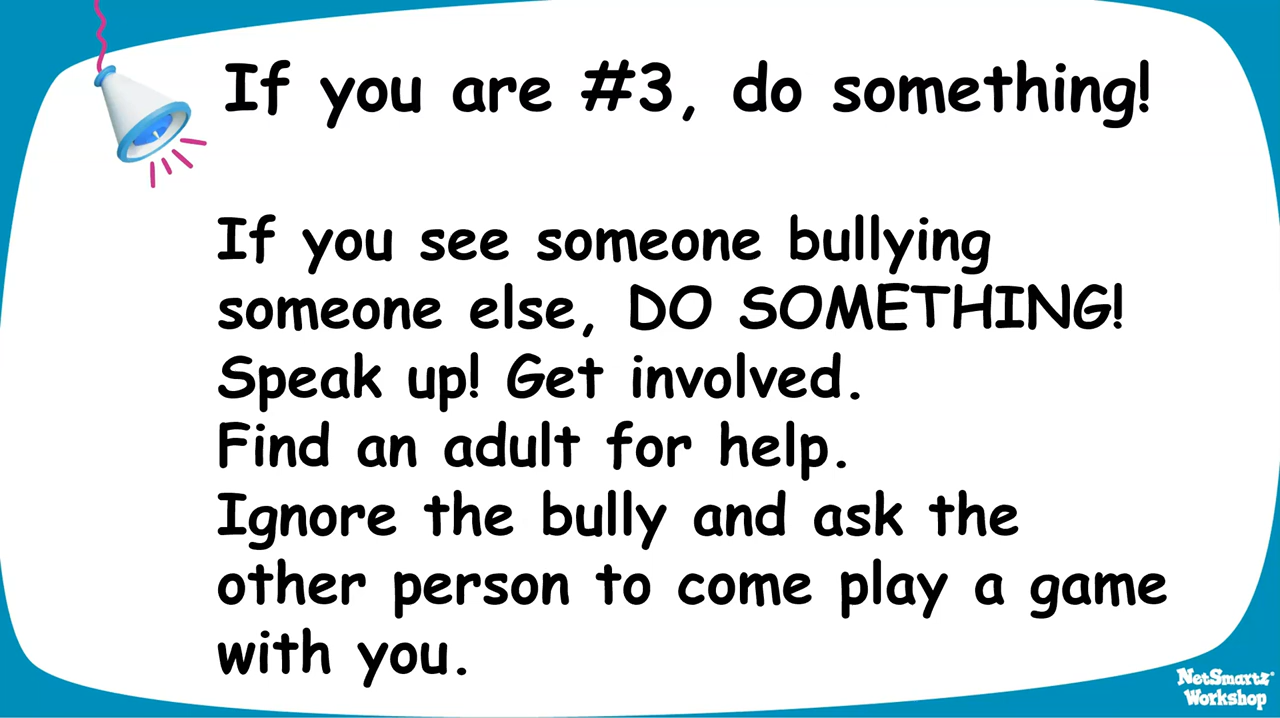 If you are #3, do something!
If you see someone bullying
someone else, DO SOMETHING!
Speak up! Get involved.
Find an adult for help.
Ignore the bully and ask the
other person to come play a game
with you.
NetSmartz®
Workshop